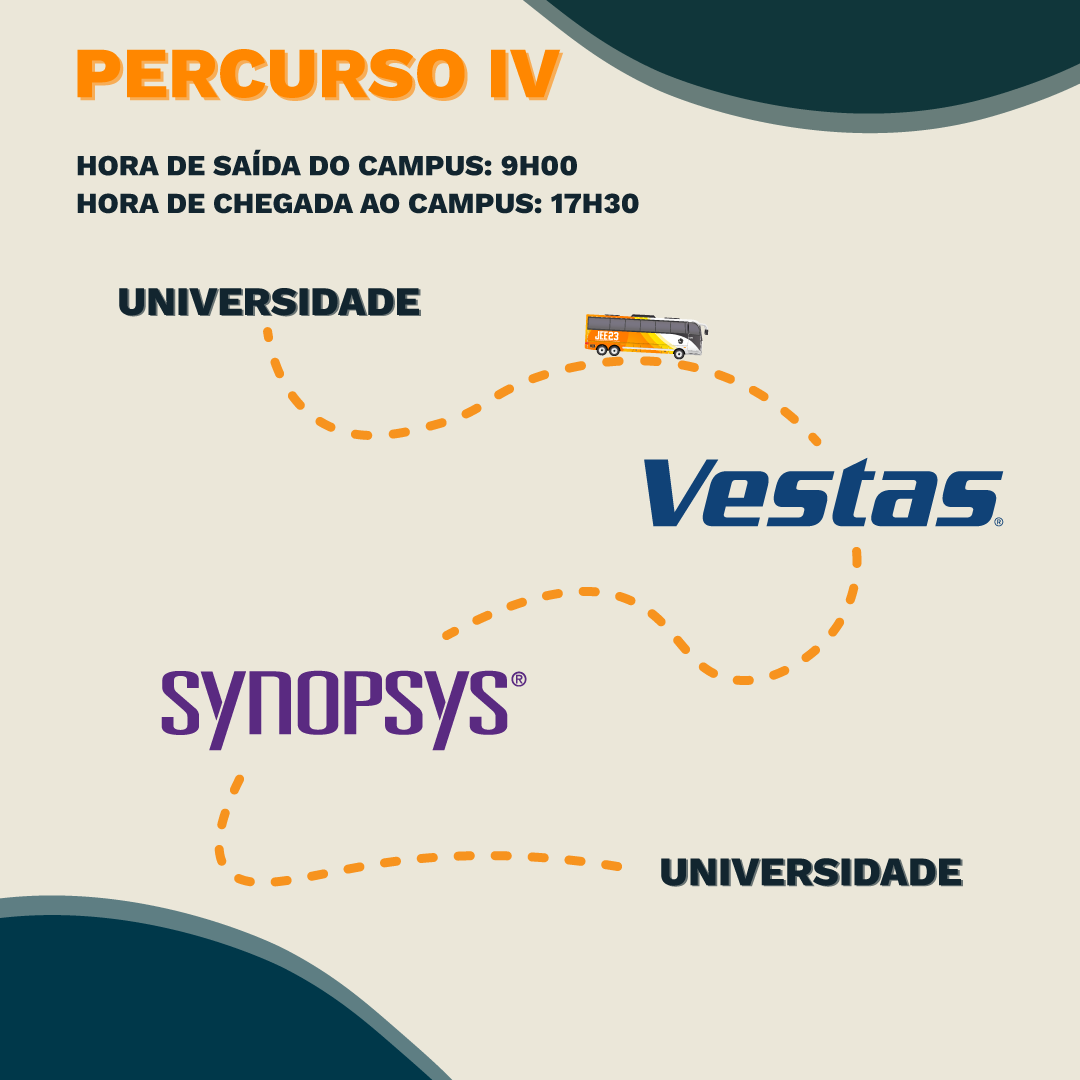 PERCURSO IV
HORA DE SAÍDA DO CAMPUS: 9H00
HORA DE CHEGADA AO CAMPUS: 17H30
UNIVERSIDADE
JEE23
Vestas®
SYNOPSYS®
UNIVERSIDADE